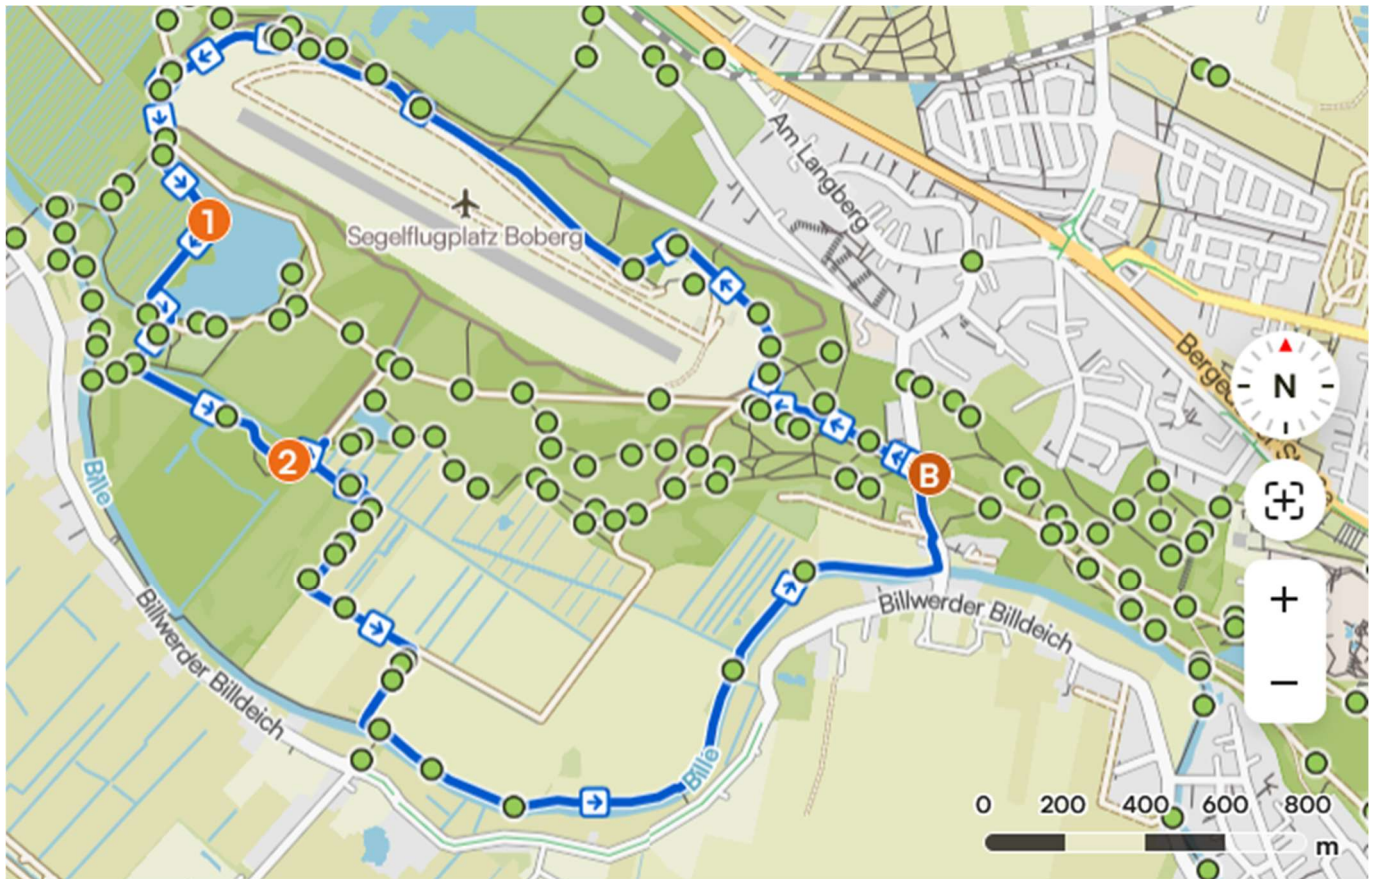 Am Langberg
1
Segelflugplatz Boberg
N
2
B
Bille
Billwerder Billdeich
Billwerder Billdeich
Bille
+
−
0 200 400 600 800
m